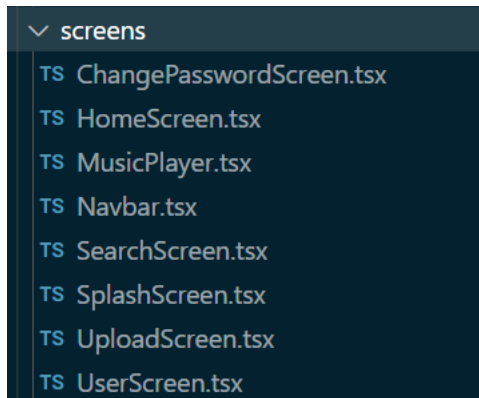 screens
TS ChangePasswordScreen.tsx
TS HomeScreen.tsx
TS MusicPlayer.tsx
TS Navbar.tsx
TS SearchScreen.tsx
TS SplashScreen.tsx
TS UploadScreen.tsx
TS UserScreen.tsx